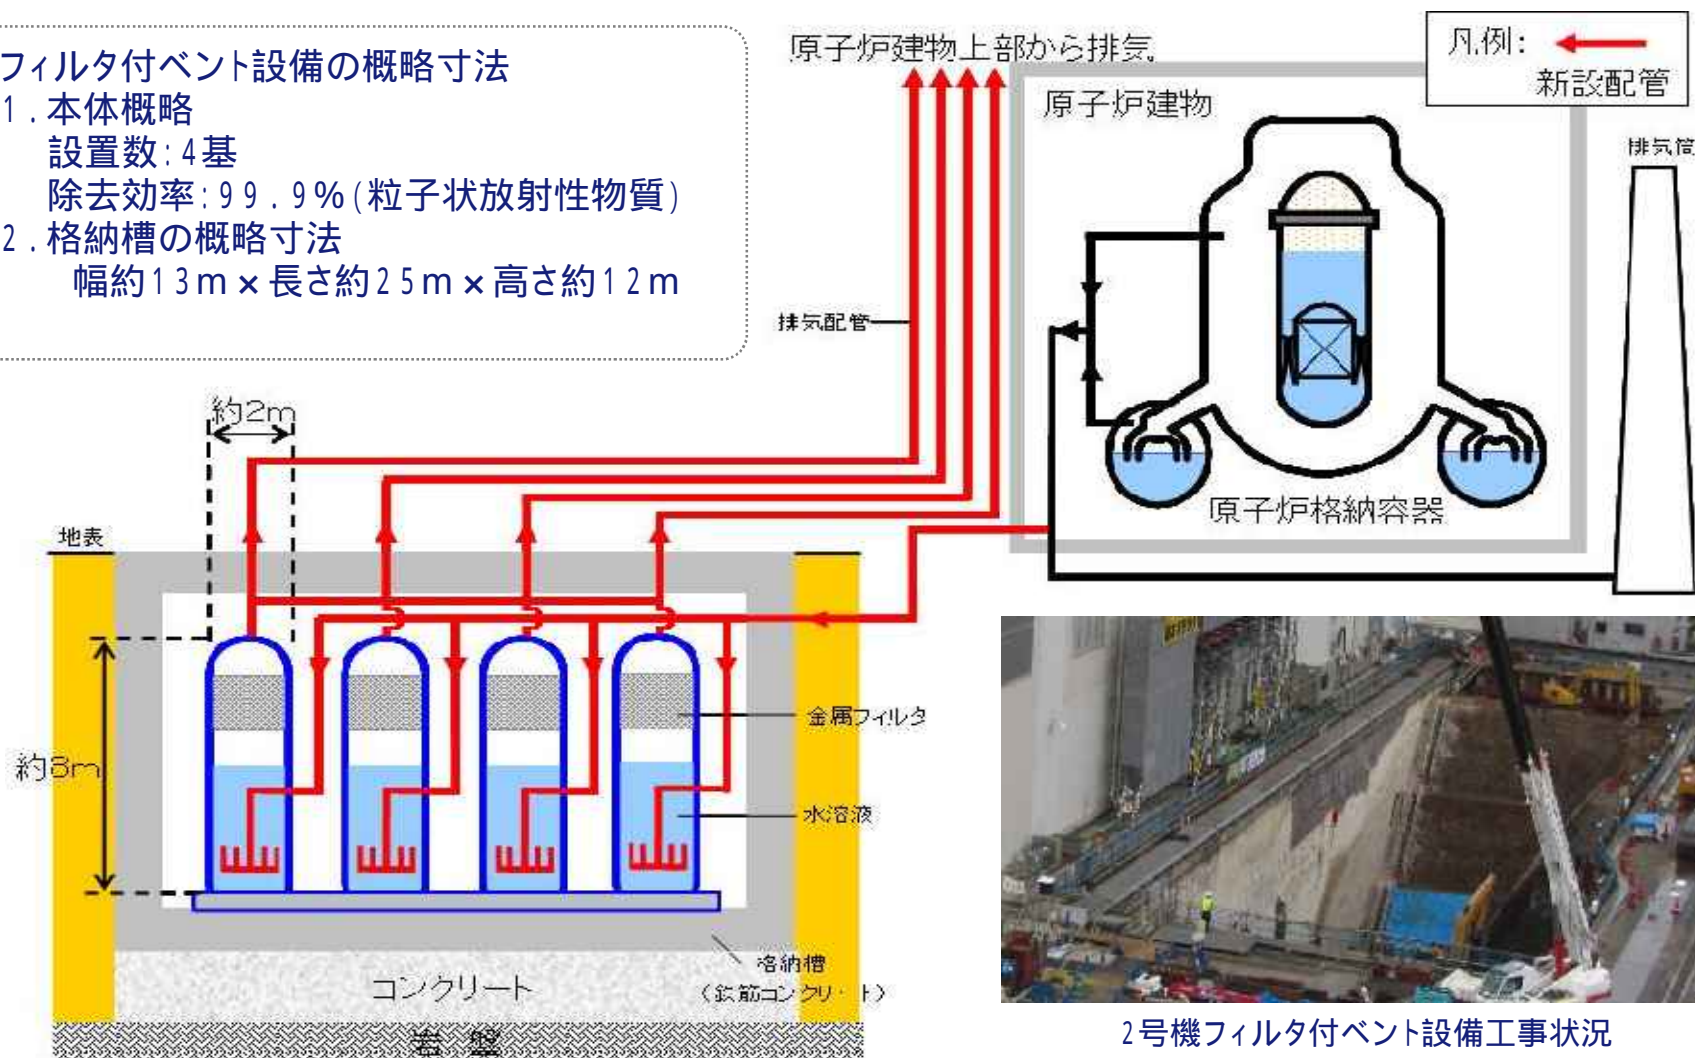 フィルタ付ベント設備の概略寸法
1.本体概略
設置数:4基
除去効率:99.9%(粒子状放射性物質)
2.格納槽の概略寸法
幅約13m×長さ約25m×高さ約12m
原子炉建物上部から排気
凡例:
新設配管
原子炉建物
排気筒
排気配管
原子炉格納容器
約2m
地表
約8m
金属フィルタ
水溶液
格納槽
(鉄筋コンクリート)
コンクリート
岩盤
2号機フィルタ付ベント設備工事状況